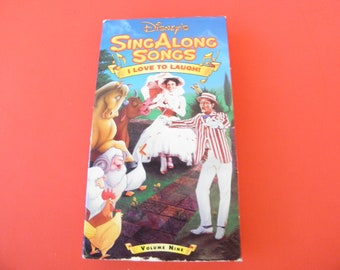 Disney's
SING ALONG
SONGS
I LOVE TO LAUGH!
VOLUME NINE